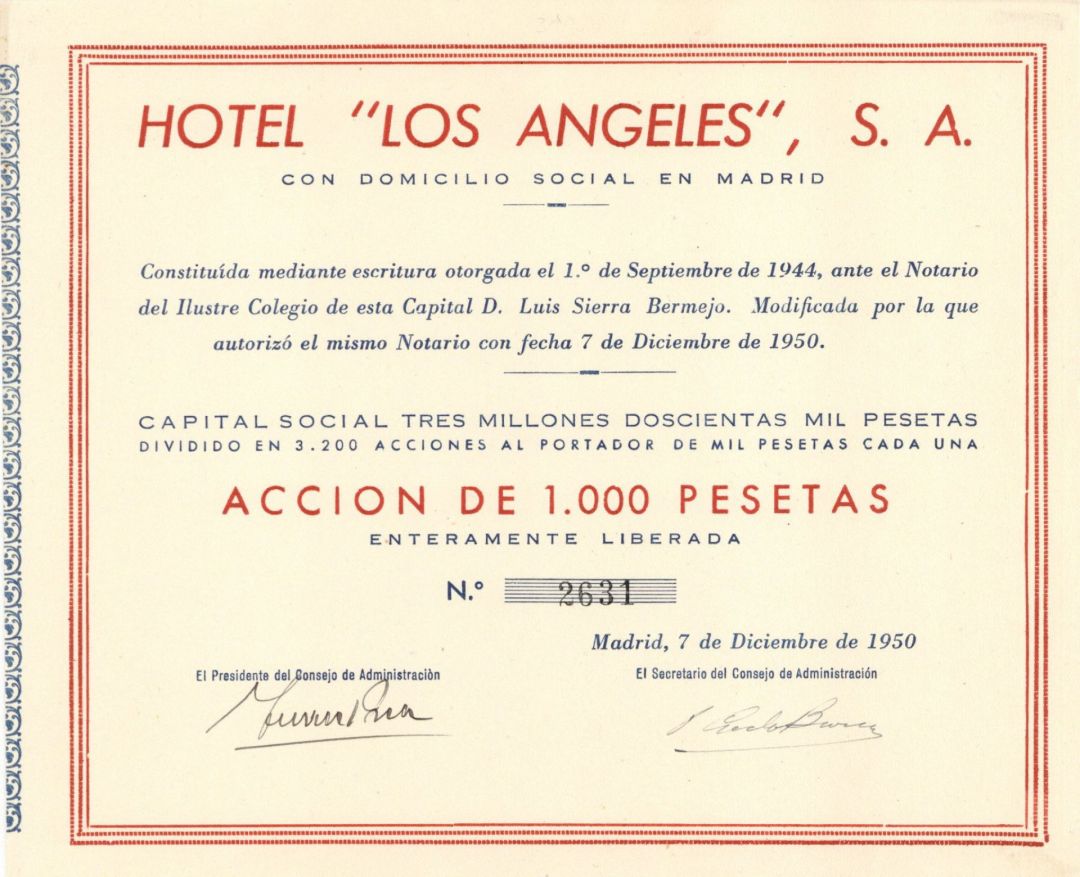 HOTEL "LOS ANGELES", S. A.
CON DOMICILIO SOCIAL EN MADRID
Constituída mediante escritura otorgada el 1.º de Septiembre de 1944, ante el Notario
del Ilustre Colegio de esta Capital D. Luis Sierra Bermejo. Modificada por la que
autorizó el mismo Notario con fecha 7 de Diciembre de 1950.
CAPITAL SOCIAL TRES MILLONES DOSCIENTAS MIL PESETAS
DIVIDIDO EN 3.200 ACCIONES AL PORTADOR DE MIL PESETAS CADA UNA
ACCION DE 1.000 PESETAS
ENTERAMENTE LIBERADA
N.º 2631
Madrid, 7 de Diciembre de 1950
El Presidente del Consejo de Administraciòn
El Secretario del Consejo de Administración